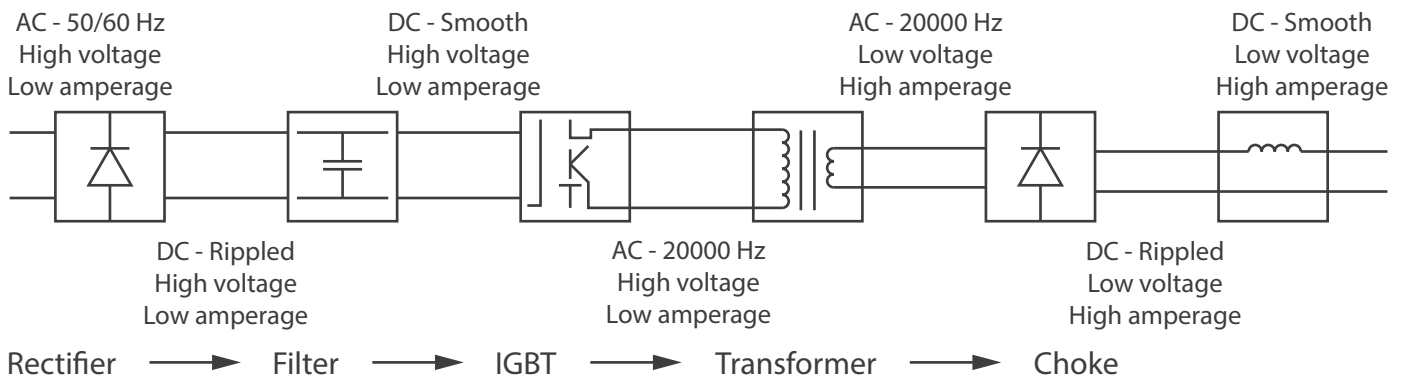 AC - 50/60 Hz
High voltage
Low amperage
DC - Smooth
High voltage
Low amperage
AC - 20000 Hz
Low voltage
High amperage
DC - Smooth
Low voltage
High amperage
DC - Rippled
High voltage
Low amperage
AC - 20000 Hz
High voltage
Low amperage
DC - Rippled
Low voltage
High amperage
Rectifier Filter IGBT Transformer Choke